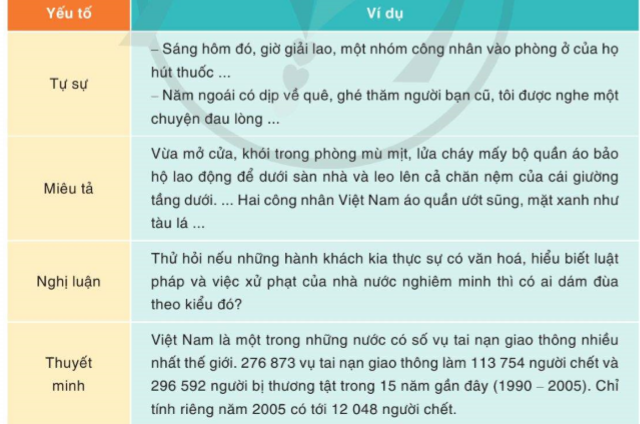 Yếu tố
Ví dụ
Tự sự
– Sáng hôm đó, giờ giải lao, một nhóm công nhân vào phòng ở của họ
hút thuốc ...
– Năm ngoái có dịp về quê, ghé thăm người bạn cũ, tôi được nghe một
chuyện đau lòng ...
Miêu tả
Vừa mở cửa, khói trong phòng mù mịt, lửa cháy mấy bộ quần áo bảo
hộ lao động để dưới sàn nhà và leo lên cả chăn nệm của cái giường
tầng dưới. ... Hai công nhân Việt Nam áo quần ướt sũng, mặt xanh như
tàu lá ...
Nghị luận
Thử hỏi nếu những hành khách kia thực sự có văn hoá, hiểu biết luật
pháp và việc xử phạt của nhà nước nghiêm minh thì có ai dám đùa
theo kiểu đó?
Thuyết
minh
Việt Nam là một trong những nước có số vụ tai nạn giao thông nhiều
nhất thế giới. 276 873 vụ tai nạn giao thông làm 113 754 người chết và
296 592 người bị thương tật trong 15 năm gần đây (1990 – 2005). Chỉ
tính riêng năm 2005 có tới 12 048 người chết.